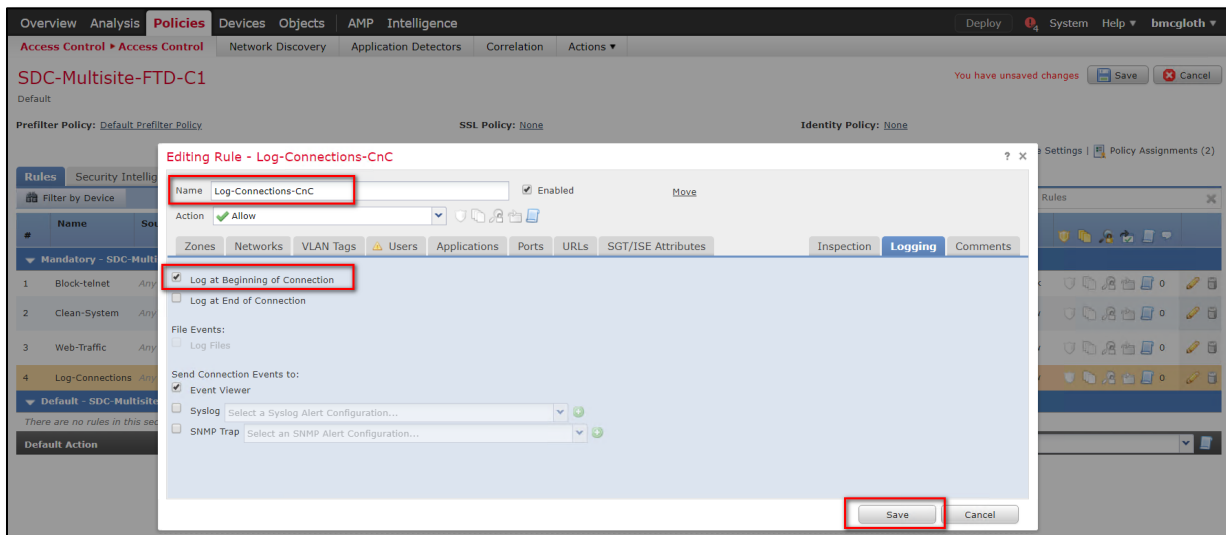 Overview Analysis Policies Devices Objects AMP Intelligence Deploy 4 System Help bmcgloth
Access Control ▸ Access Control Network Discovery Application Detectors Correlation Actions
SDC-Multisite-FTD-C1 You have unsaved changes Save Cancel
Default
Prefilter Policy: Default Prefilter Policy SSL Policy: None Identity Policy: None
Editing Rule - Log-Connections-CnC ? Settings | Policy Assignments (2)
Rules Security Intellig
Name Log-Connections-CnC Enabled Move
Filter by Device Rules
Action Allow
# Name Sou
Zones Networks VLAN Tags Users Applications Ports URLs SGT/ISE Attributes Inspection Logging Comments
Mandatory - SDC-Multi
Log at Beginning of Connection
1 Block-telnet Any 0
Log at End of Connection
2 Clean-System Any 0
File Events:
Log Files
3 Web-Traffic Any 0
Send Connection Events to:
4 Log-Connections Any 0
Event Viewer
Default - SDC-Multisite
Syslog Select a Syslog Alert Configuration...
There are no rules in this sec
SNMP Trap Select an SNMP Alert Configuration...
Default Action
Save Cancel